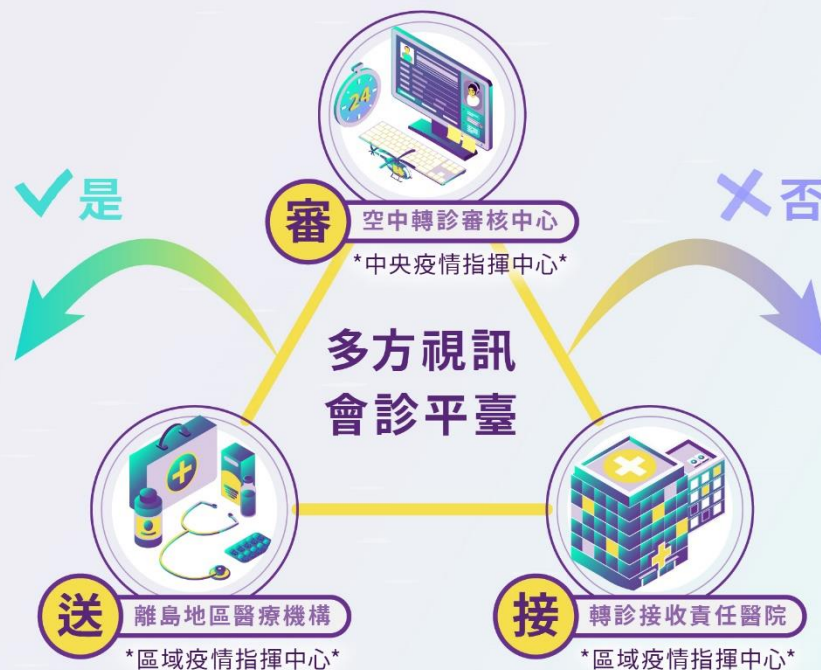 24
是
否
審 空中轉診審核中心
*中央疫情指揮中心*
多方視訊
會診平臺
送 離島地區醫療機構
*區域疫情指揮中心*
接 轉診接收責任醫院
*區域疫情指揮中心*